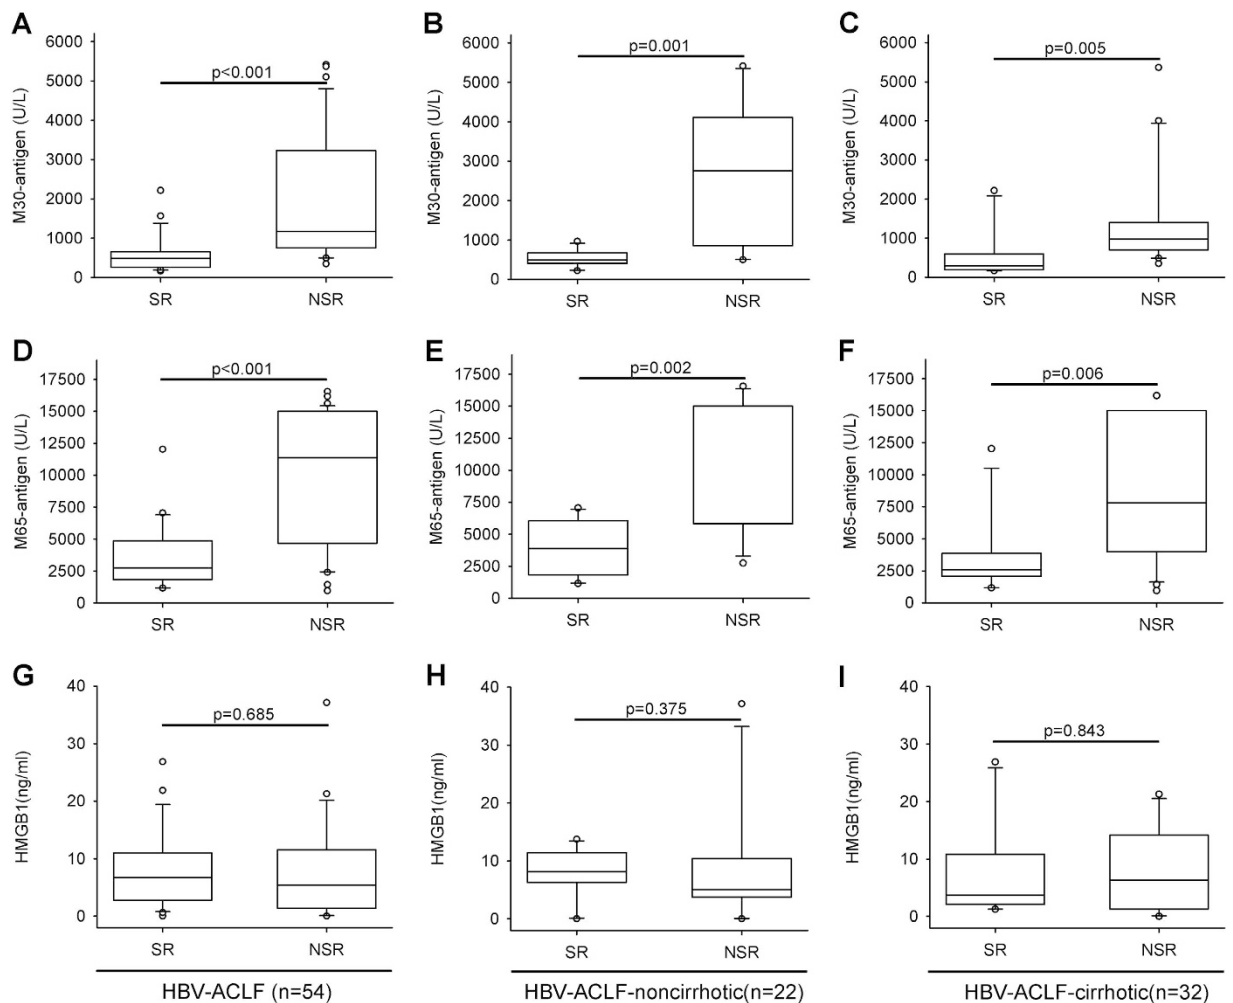 A
B
C
M30-antigen (U/L)
6000
5000
4000
3000
2000
1000
0
p<0.001
SR
NSR
M30-antigen (U/L)
6000
5000
4000
3000
2000
1000
0
p=0.001
SR
NSR
M30-antigen (U/L)
6000
5000
4000
3000
2000
1000
0
p=0.005
SR
NSR
D
E
F
M65-antigen (U/L)
17500
15000
12500
10000
7500
5000
2500
0
p<0.001
SR
NSR
M65-antigen (U/L)
17500
15000
12500
10000
7500
5000
2500
0
p=0.002
SR
NSR
M65-antigen (U/L)
17500
15000
12500
10000
7500
5000
2500
0
p=0.006
SR
NSR
G
H
I
HMGB1(ng/ml)
40
30
20
10
0
p=0.685
SR
NSR
HMGB1(ng/ml)
40
30
20
10
0
p=0.375
SR
NSR
HMGB1(ng/ml)
40
30
20
10
0
p=0.843
SR
NSR
HBV-ACLF (n=54)
HBV-ACLF-noncirrhotic(n=22)
HBV-ACLF-cirrhotic(n=32)